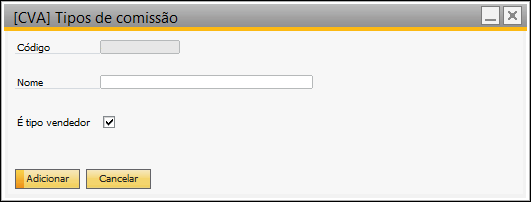 [CVA] Tipos de comissão
Código
Nome
É tipo vendedor
Adicionar Cancelar